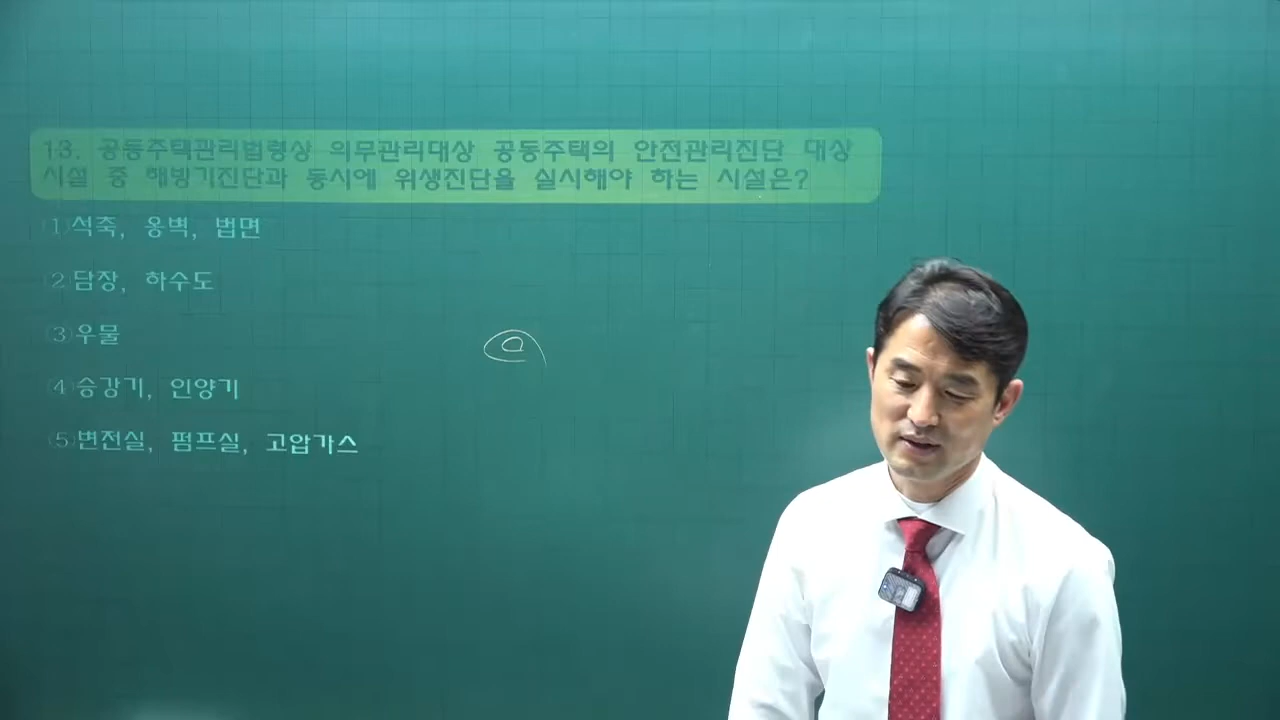 13. 공동주택관리법령상 의무관리대상 공동주택의 안전관리진단 대상
시설 중 해빙기진단과 동시에 위생진단을 실시해야 하는 시설은?
(1)석축, 옹벽, 법면
(2)담장, 하수도
(3)우물
(4)승강기, 인양기
(5)변전실, 펌프실, 고압가스